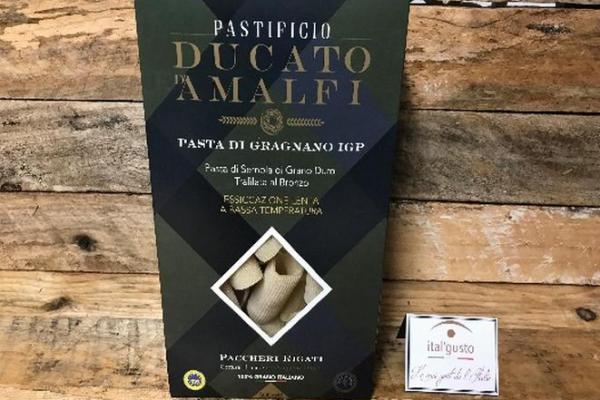 PASTIFICIO
DUCATO
D'AMALFI
PASTA DI GRAGNANO IGP
Pasta di Semola di Grano Duro
Trafilata al Bronzo
ESSICCAZIONE LENTA
A BASSA TEMPERATURA
PACCHERI RIGATI
100% GRANO ITALIANO
ital'gusto